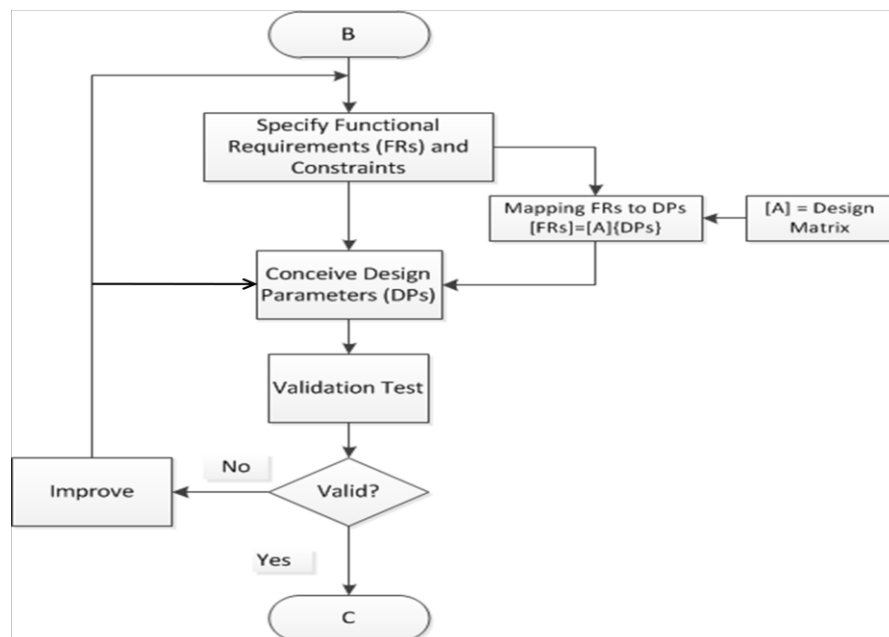 B
Specify Functional
Requirements (FRs) and
Constraints
Mapping FRs to DPs
[FRs]=[A]{DPs}
[A] = Design
Matrix
Conceive Design
Parameters (DPs)
Validation Test
No
Improve
Valid?
Yes
C